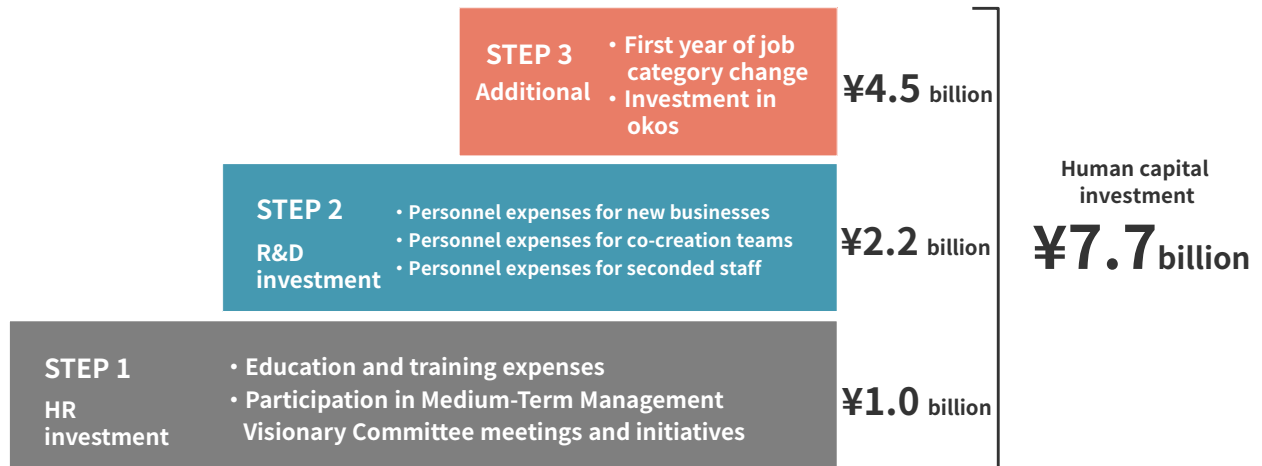 STEP 3
Additional
・First year of job
category change
・Investment in
okos
¥4.5 billion
STEP 2
R&D
investment
・Personnel expenses for new businesses
・Personnel expenses for co-creation teams
・Personnel expenses for seconded staff
¥2.2 billion
STEP 1
HR
investment
・Education and training expenses
・Participation in Medium-Term Management
Visionary Committee meetings and initiatives
¥1.0 billion
Human capital
investment
¥7.7 billion